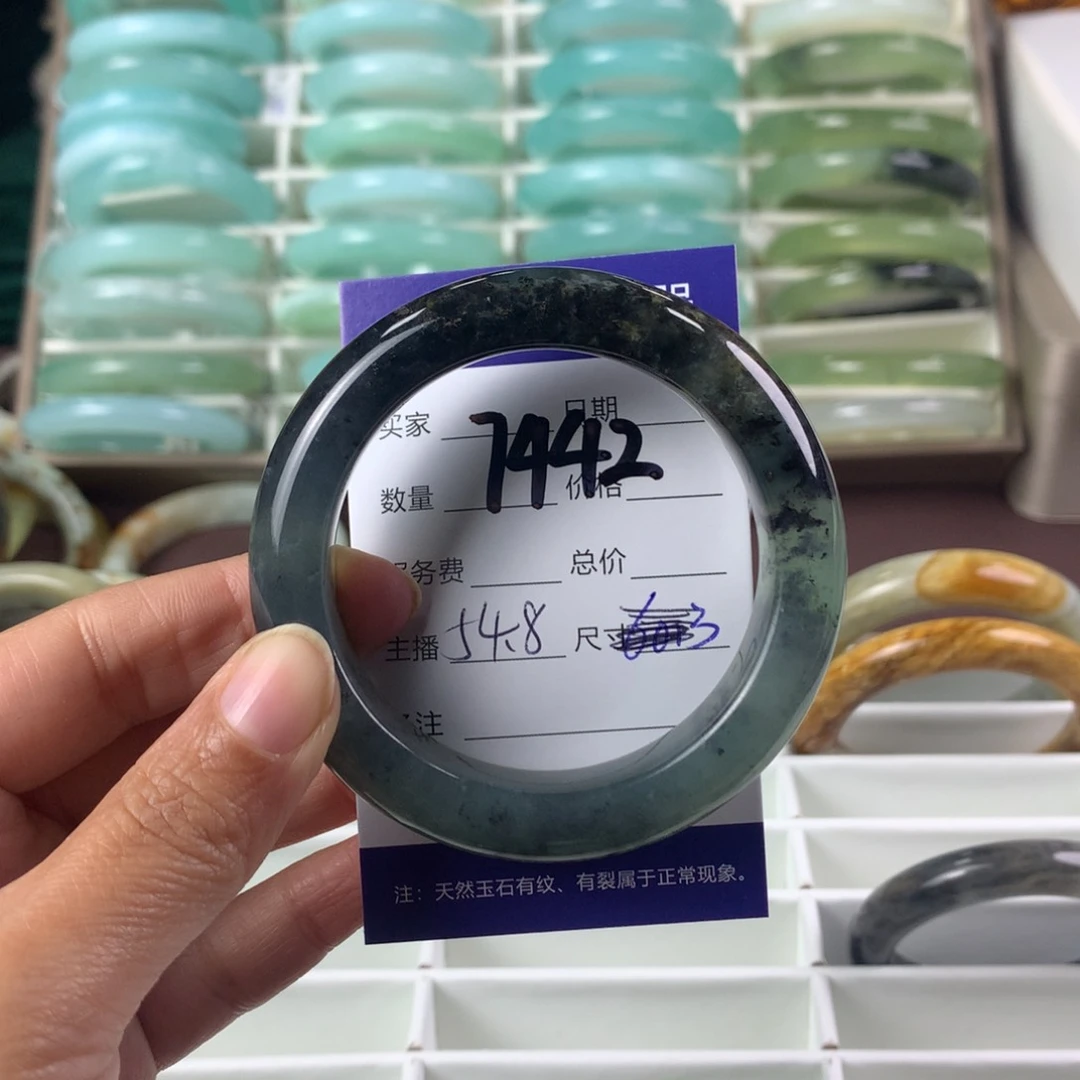 买家 日期
7442
数量 价格
服务费 总价
主播 54.8 尺寸
备注
注：天然玉石有纹、有裂属于正常现象。